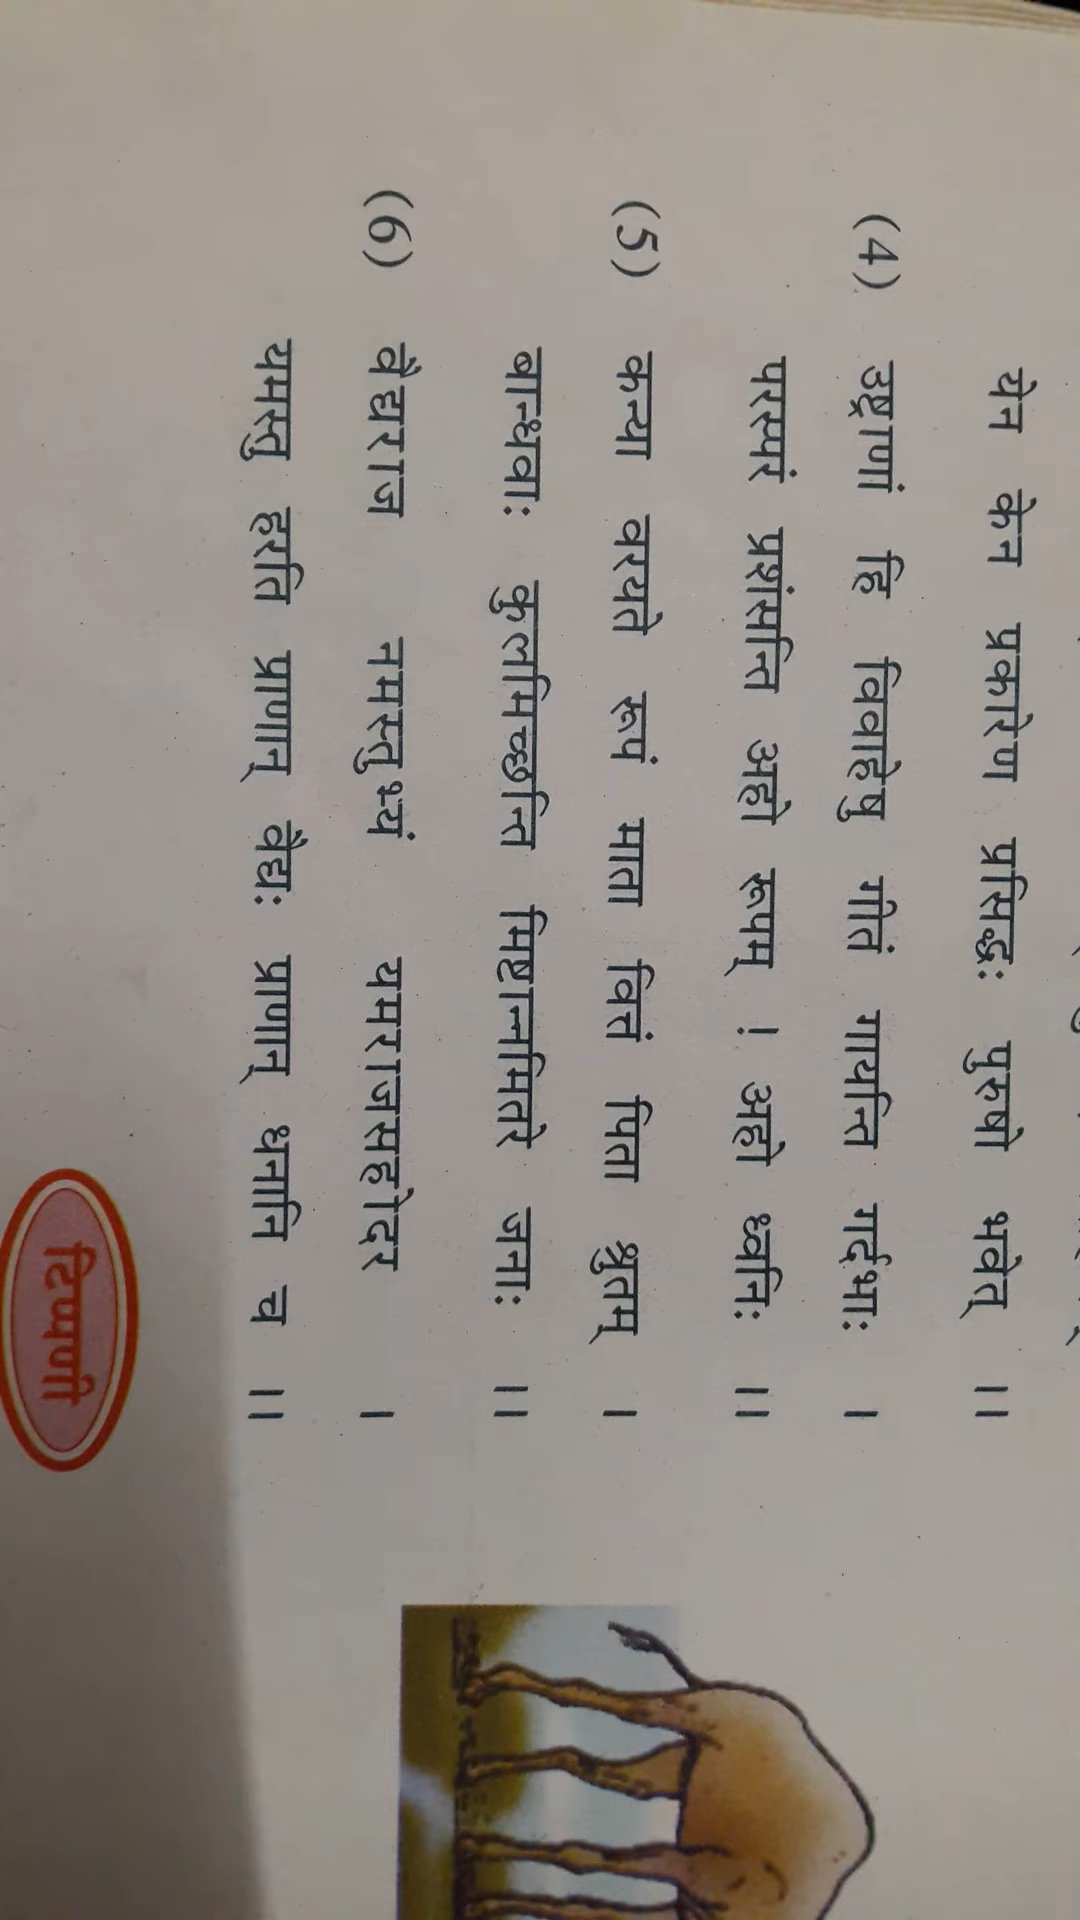 येन केन प्रकारेण प्रसिद्धः पुरुषो भवेत् ॥
(4) उष्ट्राणां हि विवाहेषु गीतं गायन्ति गर्दभाः ।
परस्परं प्रशंसन्ति अहो रूपम् ! अहो ध्वनिः ॥
(5) कन्या वरयते रूपं माता वित्तं पिता श्रुतम् ।
बान्धवाः कुलमिच्छन्ति मिष्टान्नमितरे जनाः ॥
(6) वैद्यराज नमस्तुभ्यं यमराजसहोदर ।
यमस्तु हरति प्राणान् वैद्यः प्राणान् धनानि च ॥
टिप्पणी